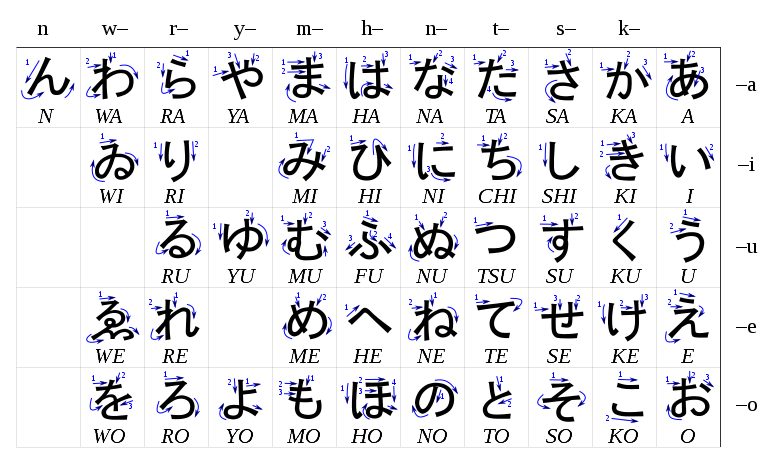 n w– r– y– m– h– n– t– s– k–
ん わ ら や ま は な た さ か あ –a
N WA RA YA MA HA NA TA SA KA A
ゐ り み ひ に ち し き い –i
WI RI MI HI NI CHI SHI KI I
る ゆ む ふ ぬ つ す く う –u
RU YU MU FU NU TSU SU KU U
ゑ れ め へ ね て せ け え –e
WE RE ME HE NE TE SE KE E
を ろ よ も ほ の と そ こ お –o
WO RO YO MO HO NO TO SO KO O